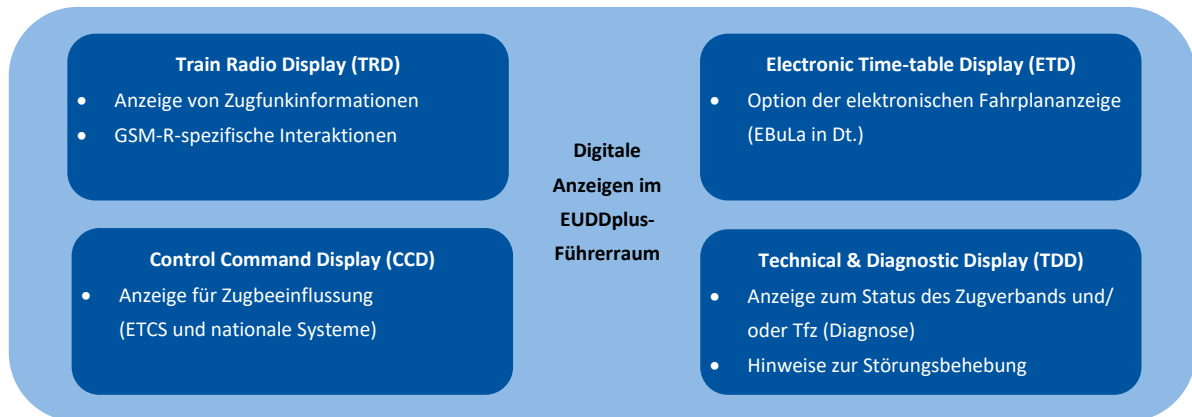 Train Radio Display (TRD)
• Anzeige von Zugfunkinformationen
• GSM-R-spezifische Interaktionen
Electronic Time-table Display (ETD)
• Option der elektronischen Fahrplananzeige
(EBuLa in Dt.)
Digitale
Anzeigen im
EUDDplus-
Führerraum
Control Command Display (CCD)
• Anzeige für Zugbeeinflussung
(ETCS und nationale Systeme)
Technical & Diagnostic Display (TDD)
• Anzeige zum Status des Zugverbands und/
oder Tfz (Diagnose)
• Hinweise zur Störungsbehebung